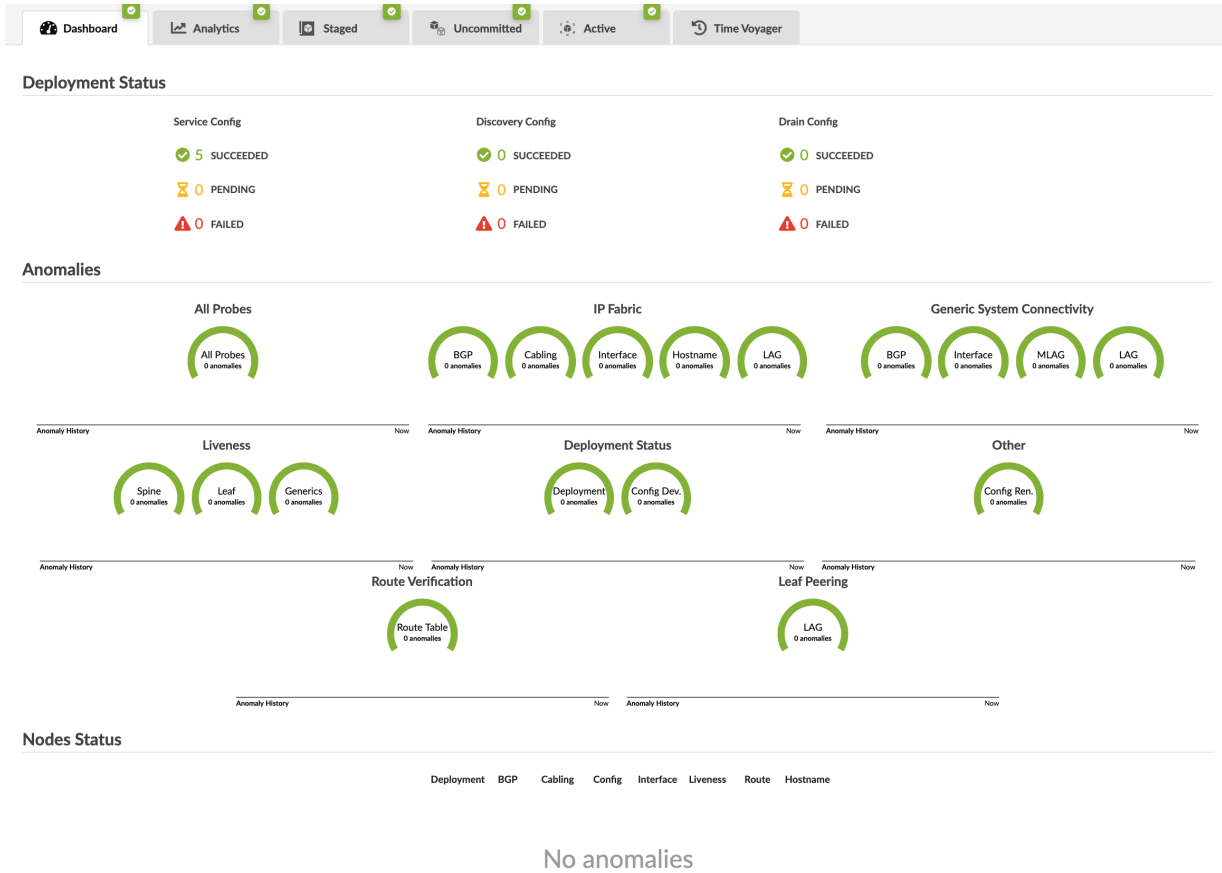 Dashboard Analytics Staged Uncommitted Active Time Voyager
Deployment Status
Service Config Discovery Config Drain Config
5 SUCCEEDED 0 SUCCEEDED 0 SUCCEEDED
0 PENDING 0 PENDING 0 PENDING
0 FAILED 0 FAILED 0 FAILED
Anomalies
All Probes IP Fabric Generic System Connectivity
All Probes BGP Cabling Interface Hostname LAG BGP Interface MLAG LAG
0 anomalies 0 anomalies 0 anomalies 0 anomalies 0 anomalies 0 anomalies 0 anomalies 0 anomalies 0 anomalies 0 anomalies
Anomaly History Now Anomaly History Now Anomaly History Now
Liveness Deployment Status Other
Spine Leaf Generics Deployment Config Dev. Config Ren.
0 anomalies 0 anomalies 0 anomalies 0 anomalies 0 anomalies 0 anomalies
Anomaly History Now Anomaly History Now Anomaly History Now
Route Verification Leaf Peering
Route Table LAG
0 anomalies 0 anomalies
Anomaly History Now Anomaly History Now
Nodes Status
Deployment BGP Cabling Config Interface Liveness Route Hostname
No anomalies